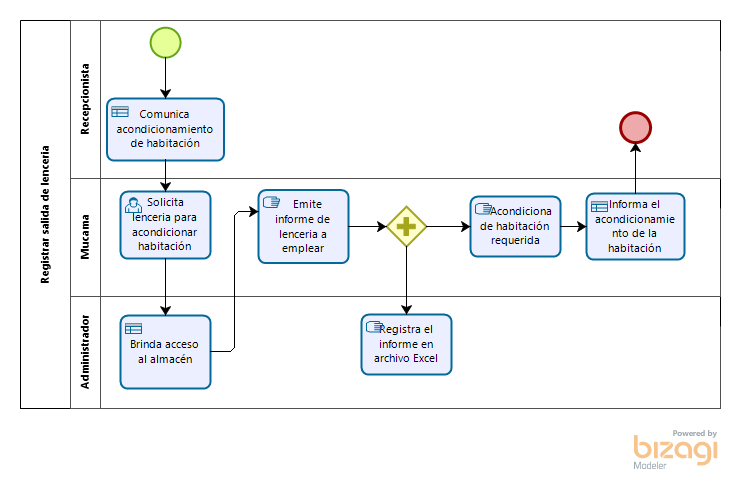 Registrar salida de lenceria
Recepcionista
Comunica
acondicionamiento
de habitación
Mucama
Solicita
lenceria para
acondicionar
habitación
Emite
informe de
lenceria a
emplear
Acondiciona
de habitación
requerida
Informa el
acondicionamie
nto de la
habitación
Administrador
Brinda acceso
al almacén
Registra el
informe en
archivo Excel
Powered by
bizagi
Modeler